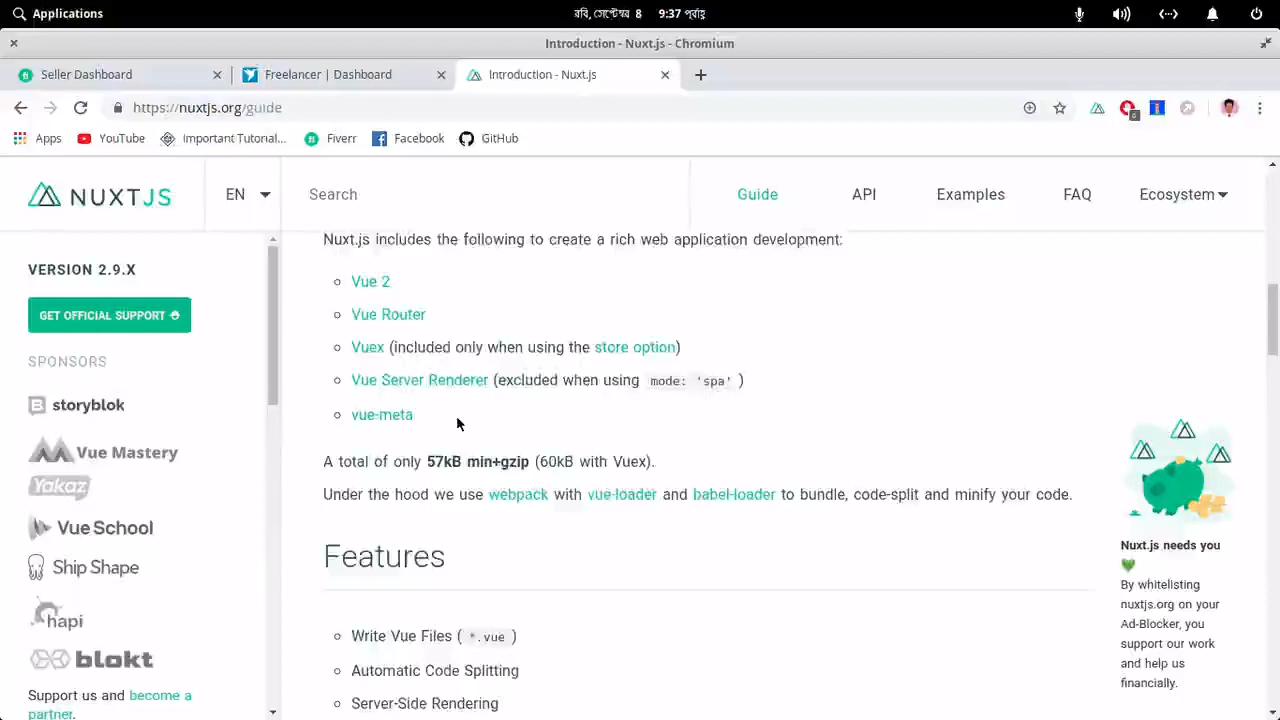 Applications
রবি, সেপ্টেম্বর 8 9:37 পূর্বাহ্ণ
Introduction - Nuxt.js - Chromium
Seller Dashboard
Freelancer | Dashboard
Introduction - Nuxt.js
https://nuxtjs.org/guide
Apps
YouTube
Important Tutorial...
Fiverr
Facebook
GitHub
NUXTJS
EN
Search
Guide
API
Examples
FAQ
Ecosystem
VERSION 2.9.X
GET OFFICIAL SUPPORT
SPONSORS
storyblok
Vue Mastery
Yakaz
Vue School
Ship Shape
hapi
blokt
Support us and become a
partner.
Nuxt.js includes the following to create a rich web application development:
Vue 2
Vue Router
Vuex (included only when using the store option)
Vue Server Renderer (excluded when using mode: 'spa' )
vue-meta
A total of only 57kB min+gzip (60kB with Vuex).
Under the hood we use webpack with vue-loader and babel-loader to bundle, code-split and minify your code.
Features
Write Vue Files ( *.vue )
Automatic Code Splitting
Server-Side Rendering
Nuxt.js needs you
By whitelisting
nuxtjs.org on your
Ad-Blocker, you
support our work
and help us
financially.